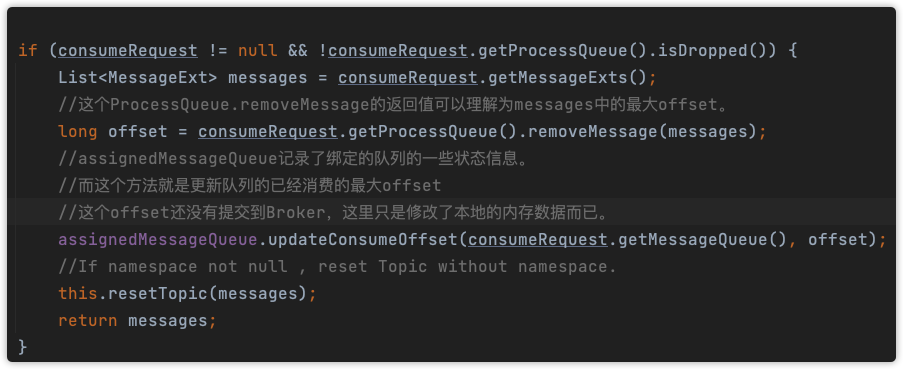 if (consumeRequest != null && !consumeRequest.getProcessQueue().isDropped()) {
List<MessageExt> messages = consumeRequest.getMessageExts();
//这个ProcessQueue.removeMessage的返回值可以理解为messages中的最大offset。
long offset = consumeRequest.getProcessQueue().removeMessage(messages);
//assignedMessageQueue记录了绑定的队列的一些状态信息。
//而这个方法就是更新队列的已经消费的最大offset
//这个offset还没有提交到Broker，这里只是修改了本地的内存数据而已。
assignedMessageQueue.updateConsumeOffset(consumeRequest.getMessageQueue(), offset);
//If namespace not null , reset Topic without namespace.
this.resetTopic(messages);
return messages;
}